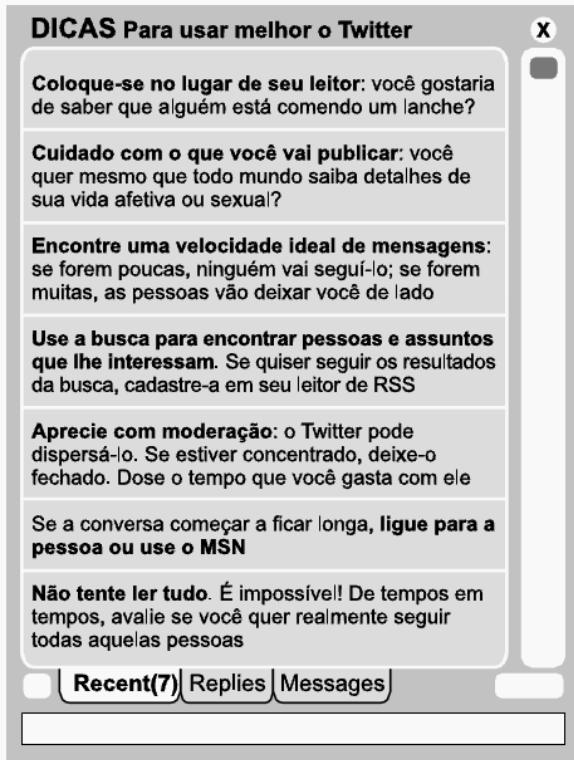 DICAS Para usar melhor o Twitter
X
Coloque-se no lugar de seu leitor: você gostaria
de saber que alguém está comendo um lanche?
Cuidado com o que você vai publicar: você
quer mesmo que todo mundo saiba detalhes de
sua vida afetiva ou sexual?
Encontre uma velocidade ideal de mensagens:
se forem poucas, ninguém vai seguí-lo; se forem
muitas, as pessoas vão deixar você de lado
Use a busca para encontrar pessoas e assuntos
que lhe interessam. Se quiser seguir os resultados
da busca, cadastre-a em seu leitor de RSS
Aprecie com moderação: o Twitter pode
dispersá-lo. Se estiver concentrado, deixe-o
fechado. Dose o tempo que você gasta com ele
Se a conversa começar a ficar longa, ligue para a
pessoa ou use o MSN
Não tente ler tudo. É impossível! De tempos em
tempos, avalie se você quer realmente seguir
todas aquelas pessoas
Recent(7) Replies Messages